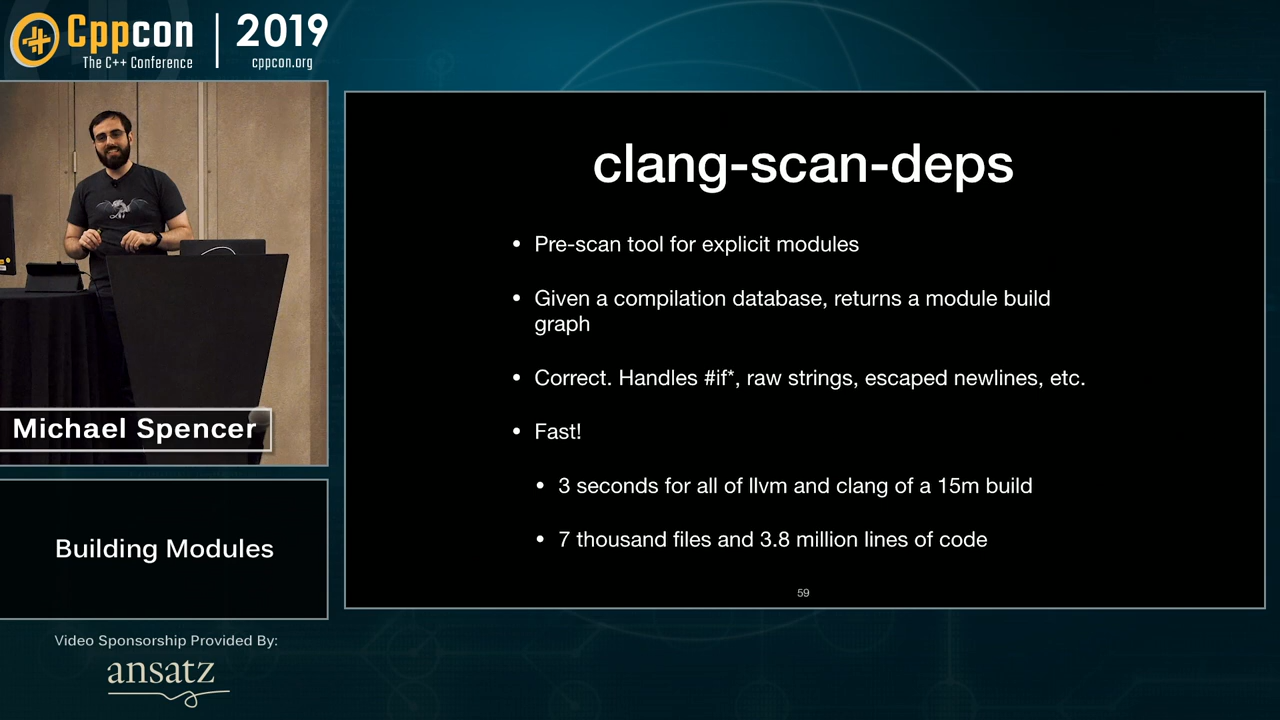 Cppcon
The C++ Conference
2019
cppcon.org
clang-scan-deps
• Pre-scan tool for explicit modules
• Given a compilation database, returns a module build
graph
• Correct. Handles #if*, raw strings, escaped newlines, etc.
• Fast!
• 3 seconds for all of llvm and clang of a 15m build
• 7 thousand files and 3.8 million lines of code
59
Michael Spencer
Building Modules
Video Sponsorship Provided By:
ansatz